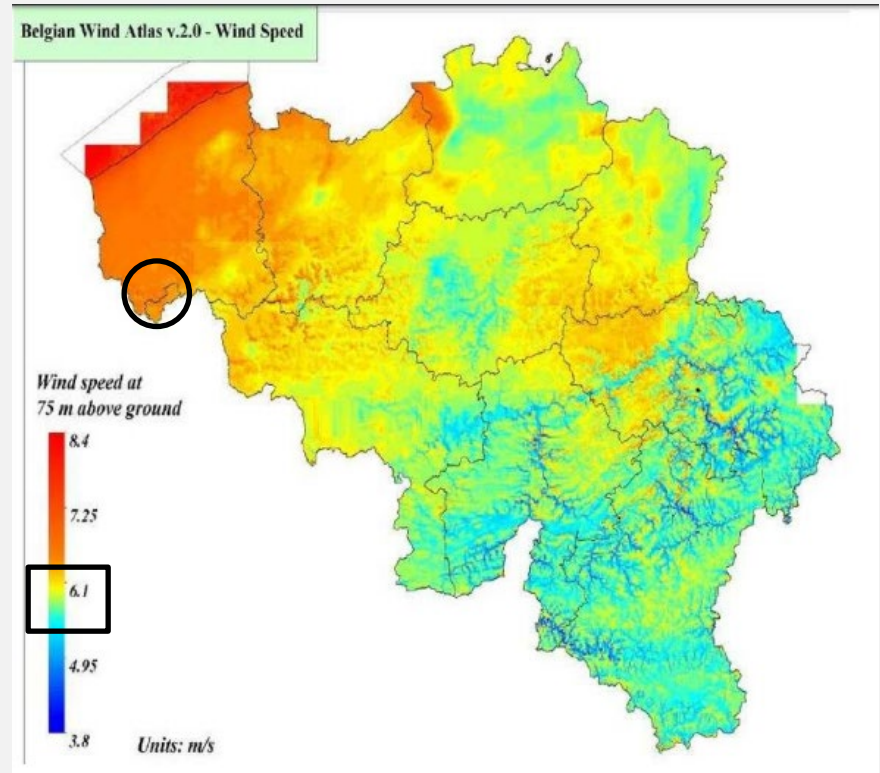 Belgian Wind Atlas v.2.0 - Wind Speed
Wind speed at
75 m above ground
8.4
7.25
6.1
4.95
3.8
Units: m/s